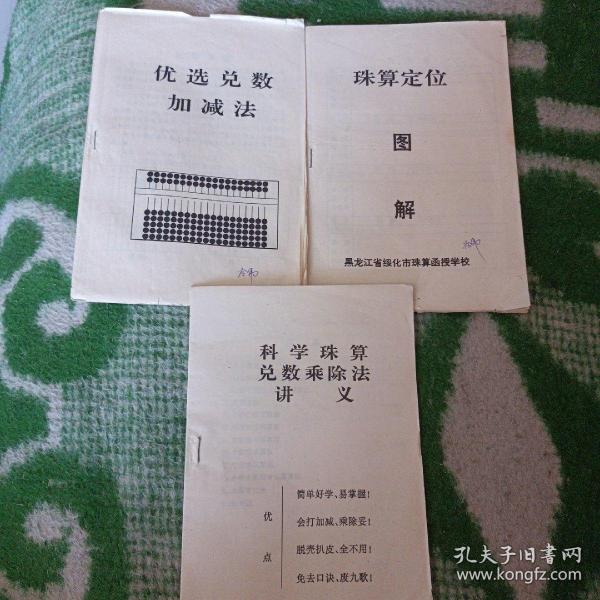 优选兑数
加减法
珠算定位
图
解
黑龙江省绥化市珠算函授学校
科学珠算
兑数乘除法
讲义
优点
简单好学、易掌握！
会打加减、乘除妥！
脱壳扒皮、全不用！
免去口诀、废九歌！
孔夫子旧书网
www.kongfz.com